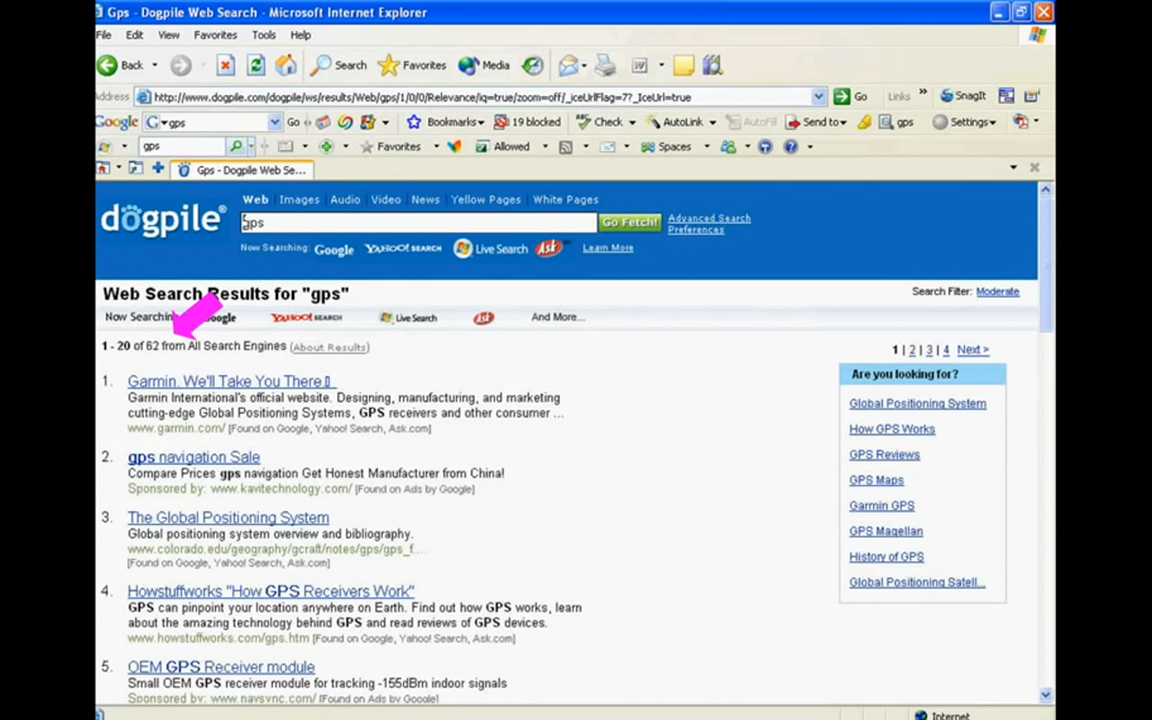 Gps - Dogpile Web Search - Microsoft Internet Explorer
File Edit View Favorites Tools Help
Back Search Favorites Media
Address http://www.dogpile.com/dogpile/ws/results/Web/gps/1/0/0/Relevance/iq=true/zoom=off/_iceUrlFlag=7?_IceUrl=true Go Links » SnagIt
Google G gps Go Bookmarks 19 blocked Check AutoLink AutoFill Send to gps Settings
gps Favorites Allowed Spaces
Gps - Dogpile Web Se...
Web Images Audio Video News Yellow Pages White Pages
dogpile®
gps Go Fetch! Advanced Search
Preferences
Now Searching: Google YAHOO! SEARCH Live Search Ask Learn More
Web Search Results for "gps" Search Filter: Moderate
Now Searching Google YAHOO! SEARCH Live Search Ask And More...
1 - 20 of 62 from All Search Engines (About Results) 1 | 2 | 3 | 4 Next >
1. Garmin. We'll Take You There
Garmin International's official website. Designing, manufacturing, and marketing
cutting-edge Global Positioning Systems, GPS receivers and other consumer ...
www.garmin.com/ [Found on Google, Yahoo! Search, Ask.com]
2. gps navigation Sale
Compare Prices gps navigation Get Honest Manufacturer from China!
Sponsored by: www.kavitechnology.com/ [Found on Ads by Google]
3. The Global Positioning System
Global positioning system overview and bibliography.
www.colorado.edu/geography/gcraft/notes/gps/gps_f...
[Found on Google, Yahoo! Search, Ask.com]
4. Howstuffworks "How GPS Receivers Work"
GPS can pinpoint your location anywhere on Earth. Find out how GPS works, learn
about the amazing technology behind GPS and read reviews of GPS devices.
www.howstuffworks.com/gps.htm [Found on Google, Yahoo! Search, Ask.com]
5. OEM GPS Receiver module
Small OEM GPS receiver module for tracking -155dBm indoor signals
Sponsored by: www.navsync.com/ [Found on Ads by Google]
Are you looking for?
Global Positioning System
How GPS Works
GPS Reviews
GPS Maps
Garmin GPS
GPS Magellan
History of GPS
Global Positioning Satell...
Internet